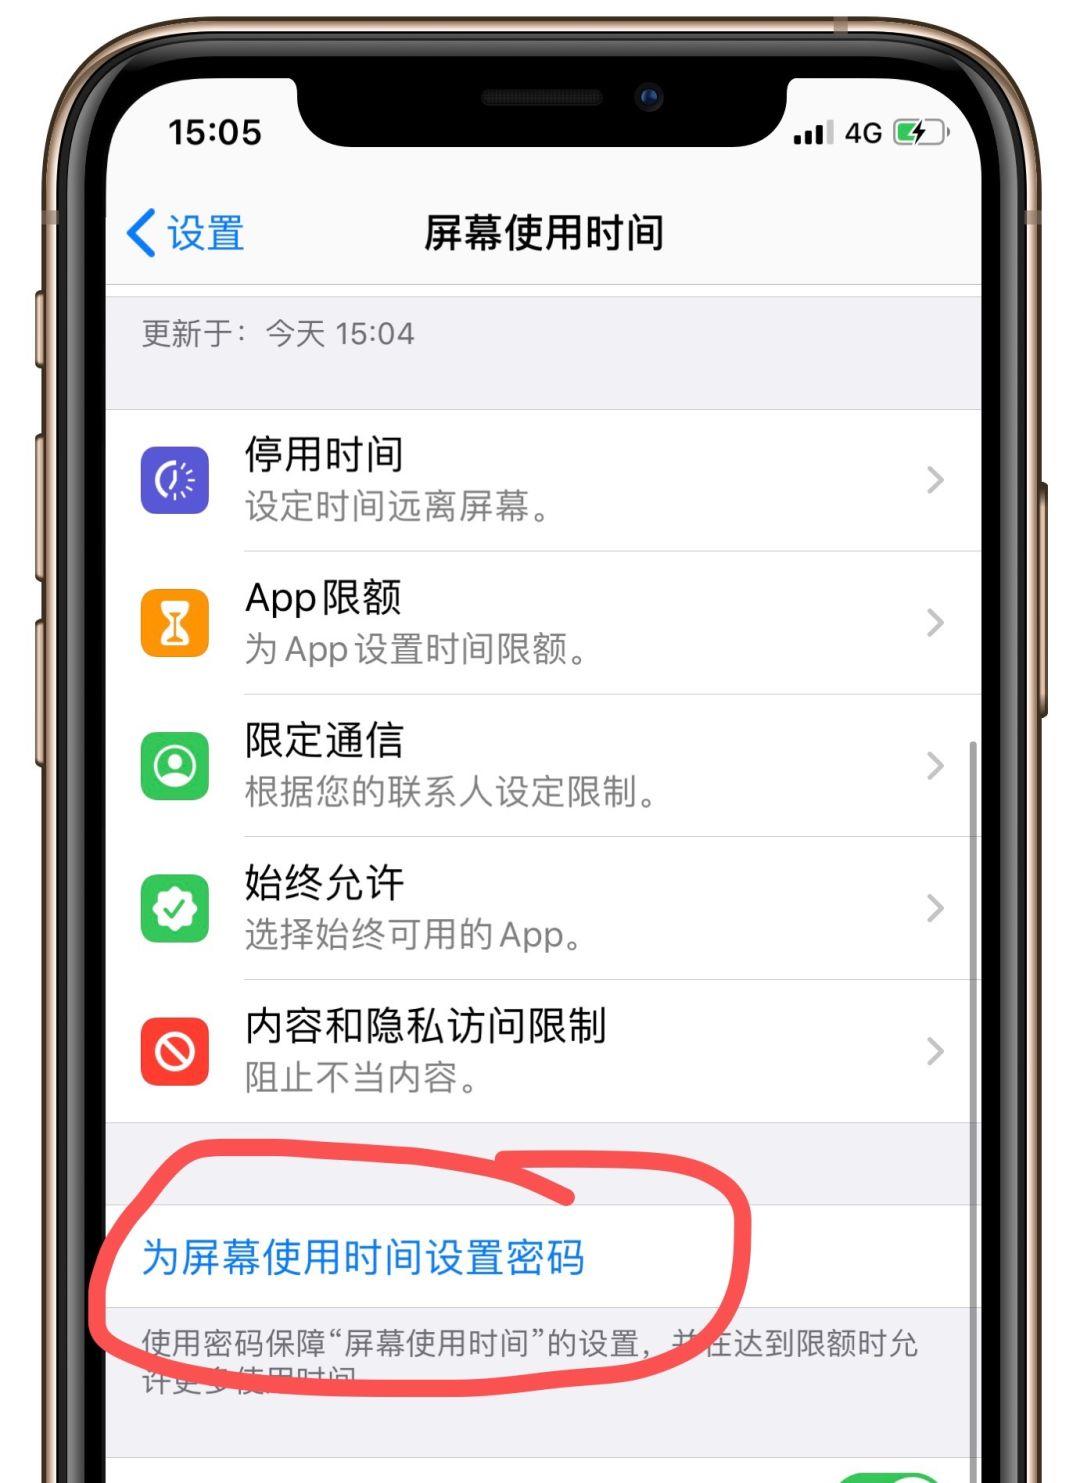 15:05
4G
设置
屏幕使用时间
更新于：今天 15:04
停用时间
设定时间远离屏幕。
App限额
为App设置时间限额。
限定通信
根据您的联系人设定限制。
始终允许
选择始终可用的App。
内容和隐私访问限制
阻止不当内容。
为屏幕使用时间设置密码
使用密码保障“屏幕使用时间”的设置，并在达到限额时允
许更多使用时间